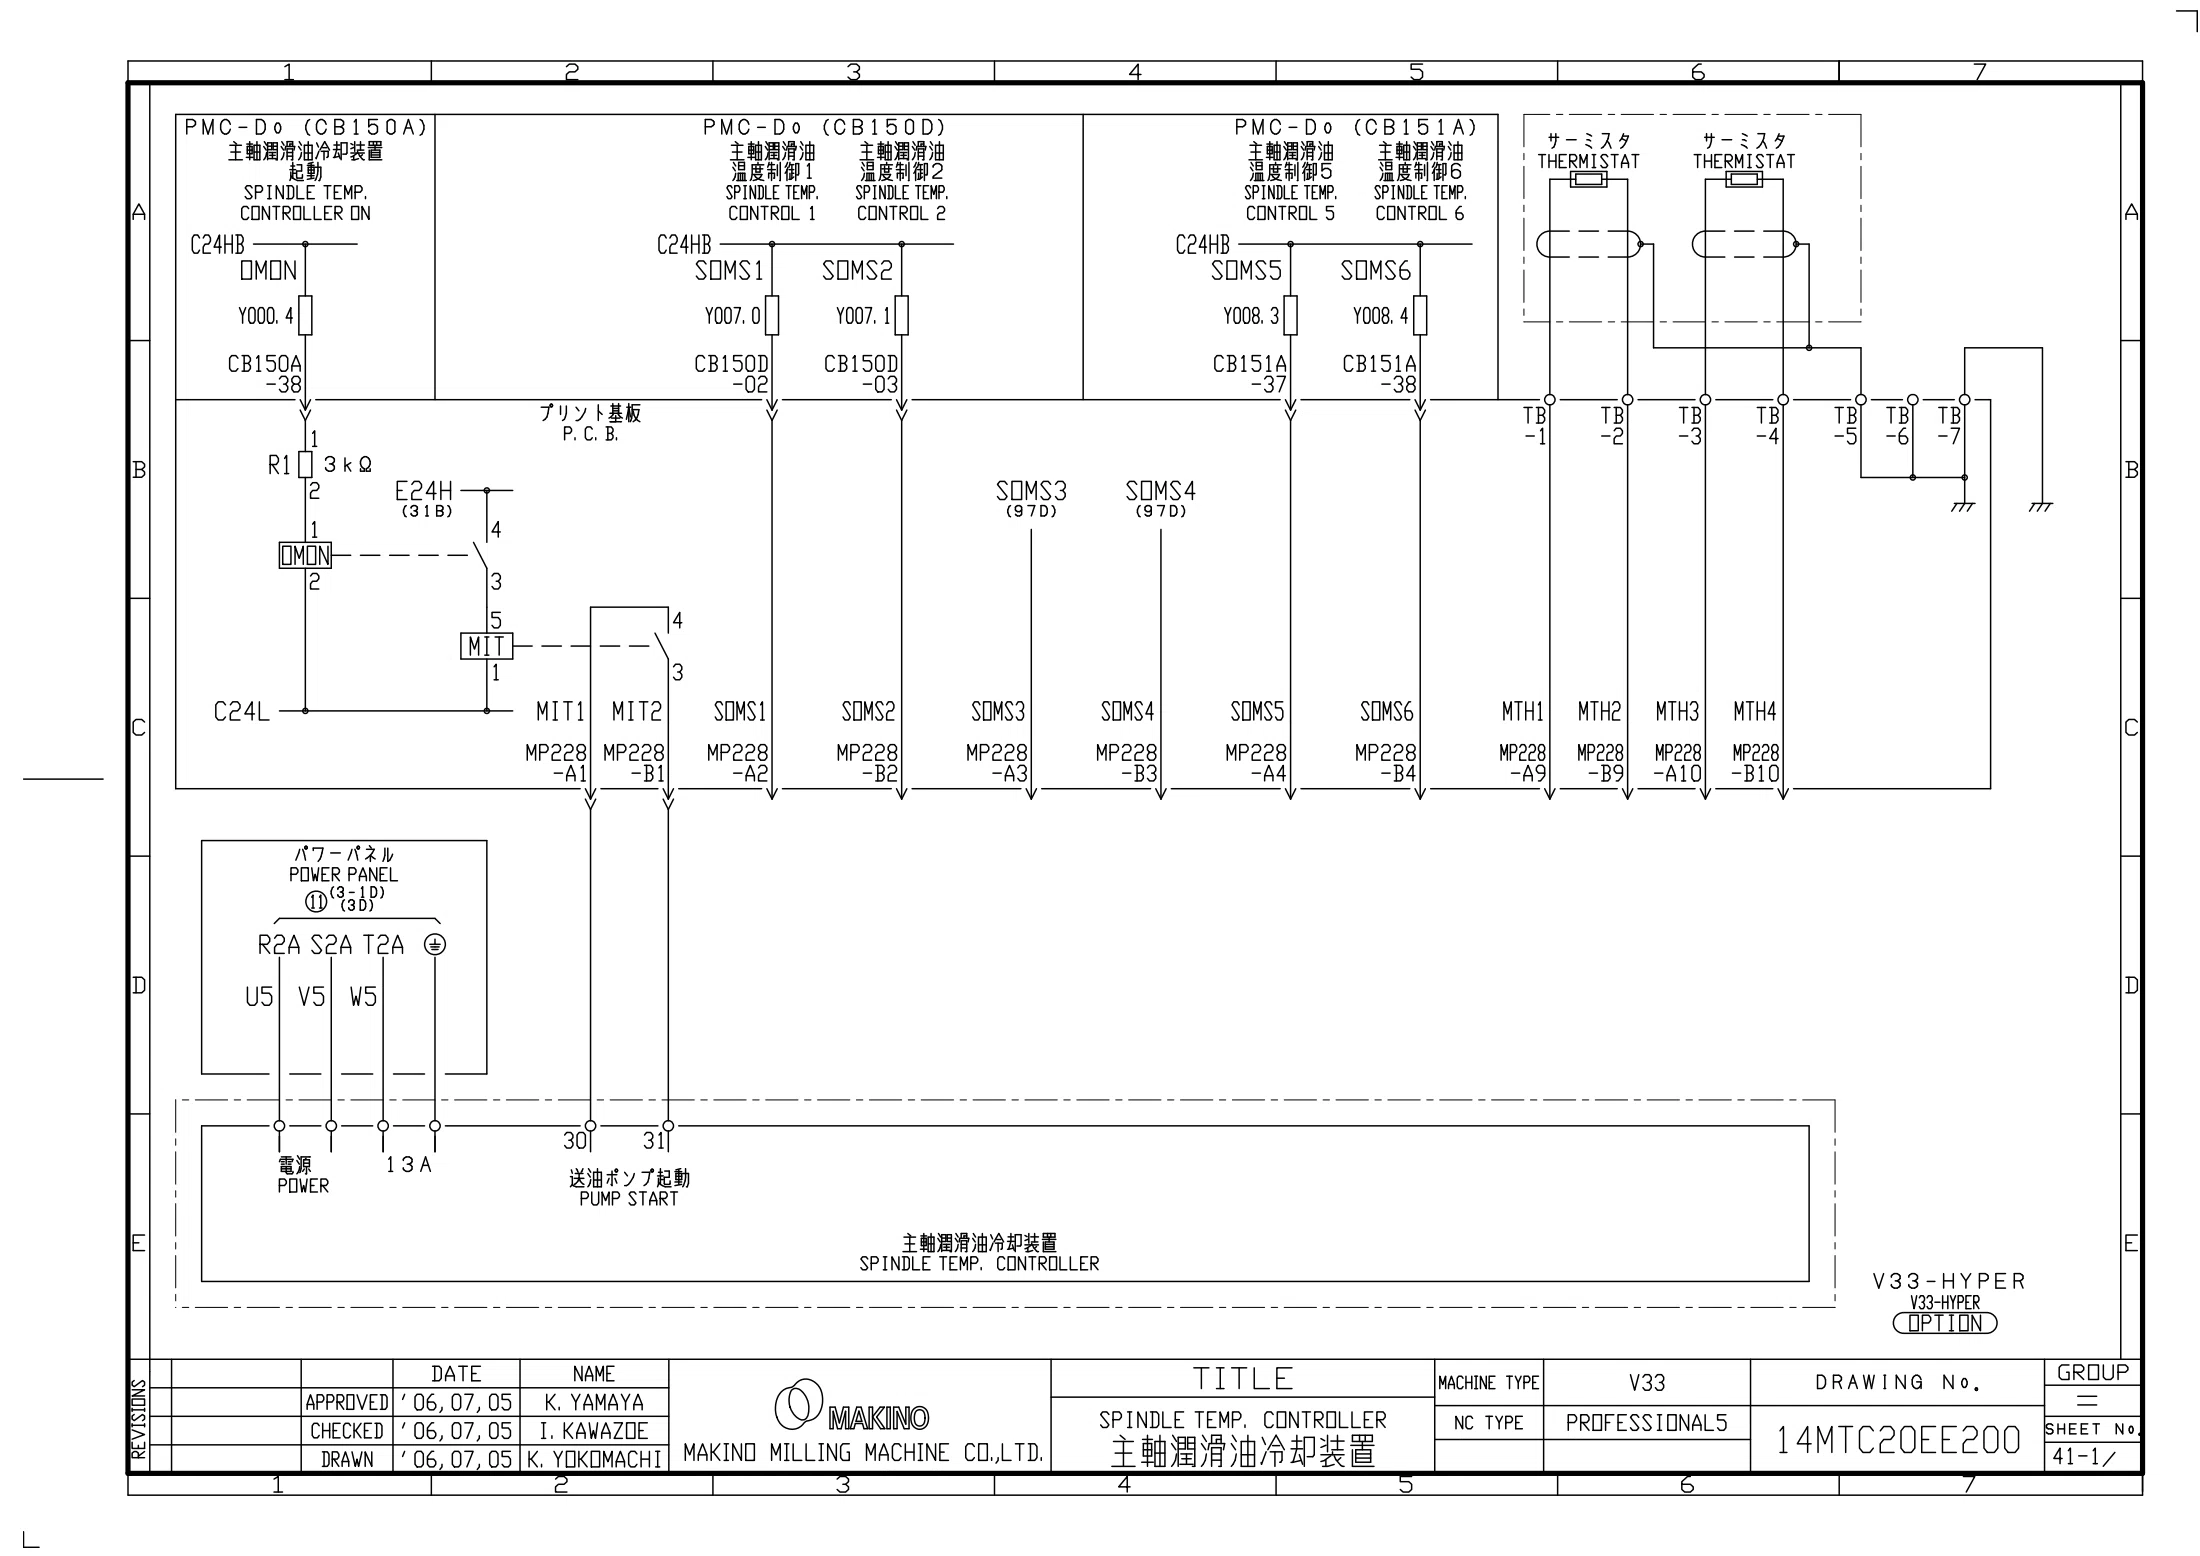 1 2 3 4 5 6 7
PMC-Do (CB150A)
主軸潤滑油冷却装置
起動
SPINDLE TEMP.
CONTROLLER ON
C24HB
OMON
Y000.4
CB150A
-38
PMC-Do (CB150D)
主軸潤滑油
温度制御1
SPINDLE TEMP.
CONTROL 1
主軸潤滑油
温度制御2
SPINDLE TEMP.
CONTROL 2
C24HB
SOMS1
SOMS2
Y007.0
Y007.1
CB150D
-02
CB150D
-03
PMC-Do (CB151A)
主軸潤滑油
温度制御5
SPINDLE TEMP.
CONTROL 5
主軸潤滑油
温度制御6
SPINDLE TEMP.
CONTROL 6
C24HB
SOMS5
SOMS6
Y008.3
Y008.4
CB151A
-37
CB151A
-38
サーミスタ
THERMISTAT
サーミスタ
THERMISTAT
A
A
プリント基板
P.C.B.
TB
-1
TB
-2
TB
-3
TB
-4
TB
-5
TB
-6
TB
-7
1
R1 3kΩ
2
B
B
E24H
(31B)
SOMS3
(97D)
SOMS4
(97D)
1
OMON
2
4
3
5
MIT
1
4
3
C24L
MIT1
MIT2
SOMS1
SOMS2
SOMS3
SOMS4
SOMS5
SOMS6
MTH1
MTH2
MTH3
MTH4
C
C
MP228
-A1
MP228
-B1
MP228
-A2
MP228
-B2
MP228
-A3
MP228
-B3
MP228
-A4
MP228
-B4
MP228
-A9
MP228
-B9
MP228
-A10
MP228
-B10
パワーパネル
POWER PANEL
⑪ (3-1D)
(3D)
R2A S2A T2A
U5 V5 W5
D
D
30
31
電源
POWER
13A
送油ポンプ起動
PUMP START
主軸潤滑油冷却装置
SPINDLE TEMP. CONTROLLER
E
E
V33-HYPER
V33-HYPER
OPTION
REVISIONS
DATE NAME
APPROVED '06,07,05 K. YAMAYA
CHECKED '06,07,05 I. KAWAZOE
DRAWN '06,07,05 K. YOKOMACHI
MAKINO
MAKINO MILLING MACHINE CO.,LTD.
TITLE
SPINDLE TEMP. CONTROLLER
主軸潤滑油冷却装置
MACHINE TYPE V33
NC TYPE PROFESSIONAL5
DRAWING No.
14MTC20EE200
GROUP
=
SHEET No.
41-1/
1 2 3 4 5 6 7